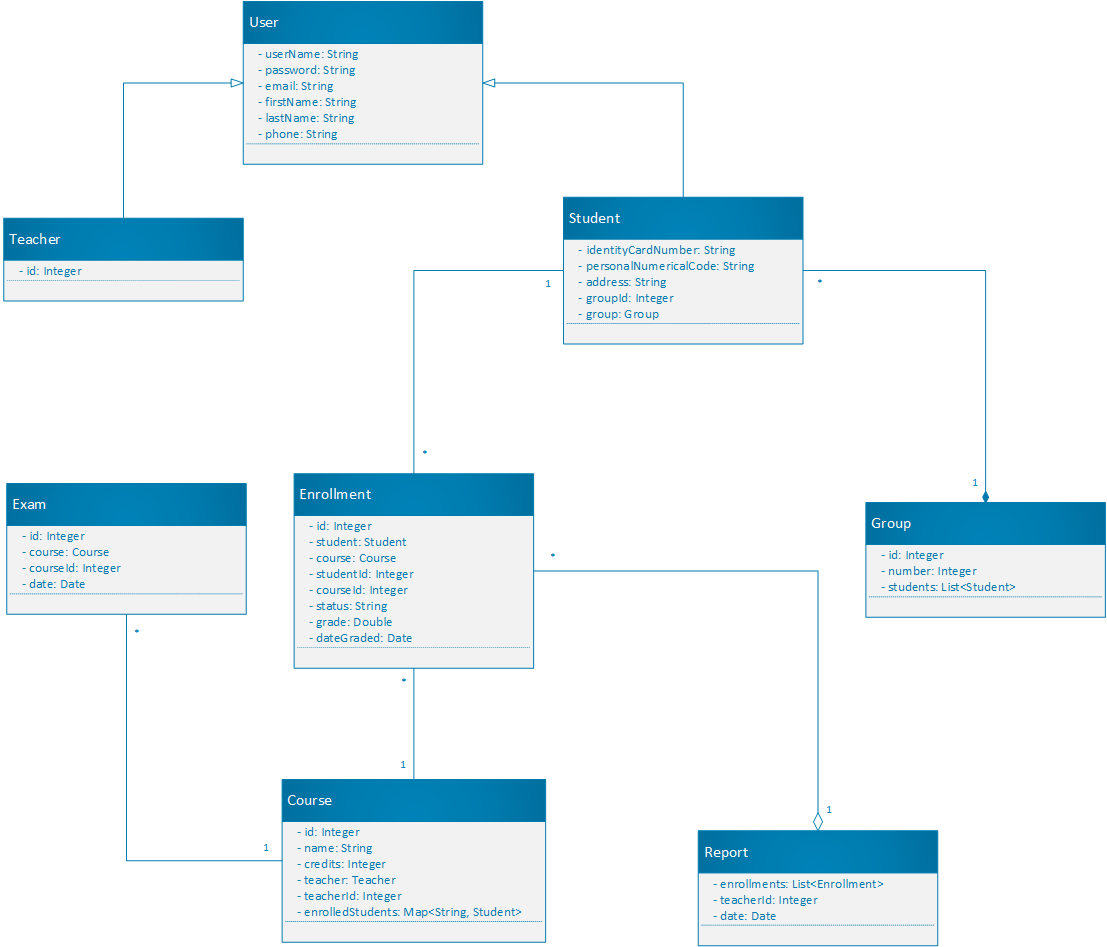 User
- userName: String
- password: String
- email: String
- firstName: String
- lastName: String
- phone: String
Teacher
- id: Integer
Student
- identityCardNumber: String
- personalNumericalCode: String
- address: String
- groupId: Integer
- group: Group
1
*
*
1
Exam
- id: Integer
- course: Course
- courseId: Integer
- date: Date
*
Enrollment
- id: Integer
- student: Student
- course: Course
- studentId: Integer
- courseId: Integer
- status: String
- grade: Double
- dateGraded: Date
*
*
Group
- id: Integer
- number: Integer
- students: List<Student>
1
1
Course
- id: Integer
- name: String
- credits: Integer
- teacher: Teacher
- teacherId: Integer
- enrolledStudents: Map<String, Student>
1
Report
- enrollments: List<Enrollment>
- teacherId: Integer
- date: Date